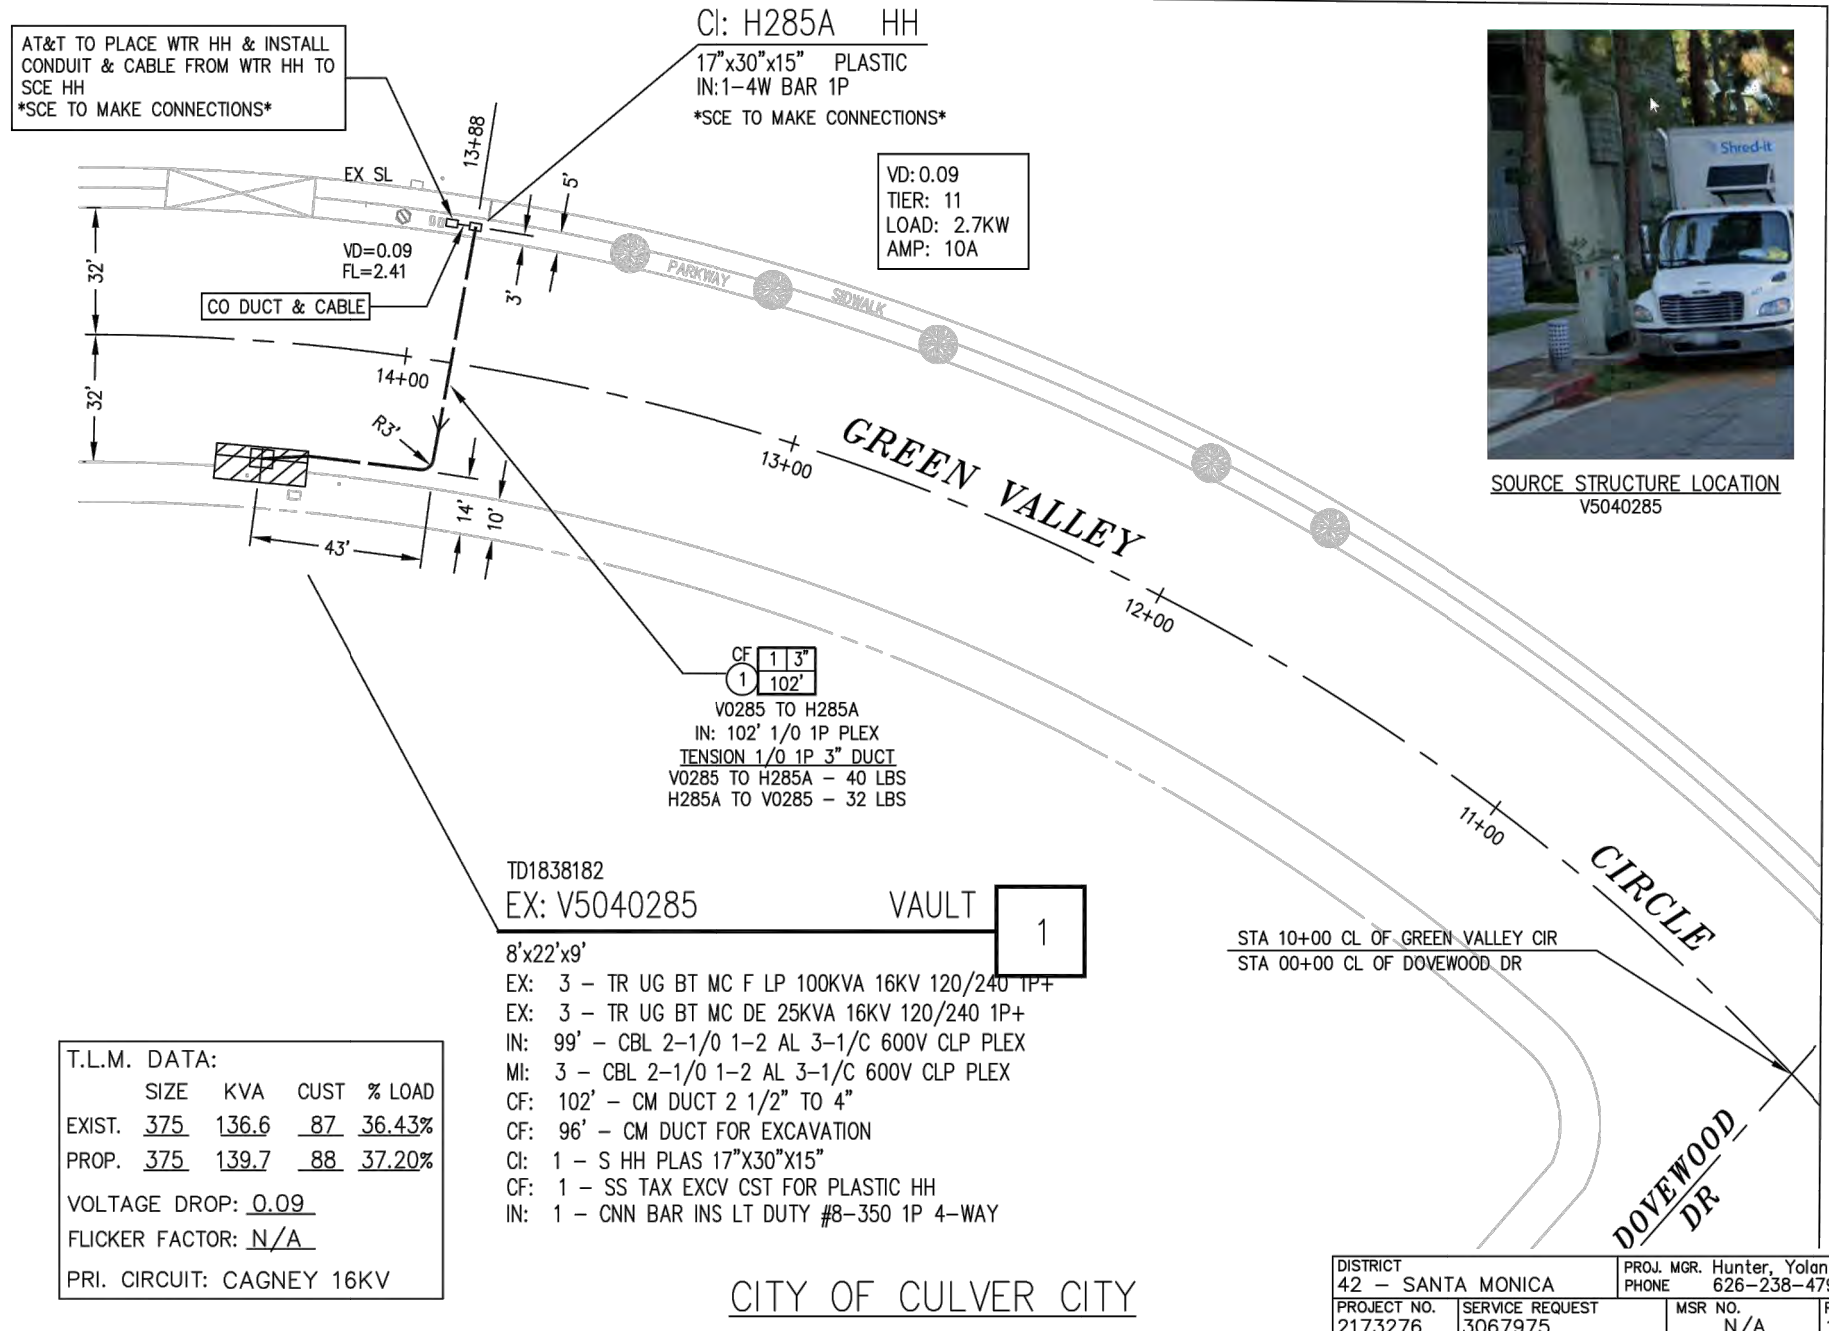 AT&T TO PLACE WTR HH & INSTALL
CONDUIT & CABLE FROM WTR HH TO
SCE HH
*SCE TO MAKE CONNECTIONS*
CI: H285A HH
17"x30"x15" PLASTIC
IN:1-4W BAR 1P
*SCE TO MAKE CONNECTIONS*
VD: 0.09
TIER: 11
LOAD: 2.7KW
AMP: 10A
Shred-it
SOURCE STRUCTURE LOCATION
V5040285
13+88
EX SL
5'
3'
VD=0.09
FL=2.41
CO DUCT & CABLE
PARKWAY
SIDWALK
32'
32'
14+00
R3'
13+00
GREEN VALLEY
12+00
11+00
CIRCLE
14'
10'
43'
CF 1 3"
1 102'
V0285 TO H285A
IN: 102' 1/0 1P PLEX
TENSION 1/0 1P 3" DUCT
V0285 TO H285A - 40 LBS
H285A TO V0285 - 32 LBS
TD1838182
EX: V5040285 VAULT 1
8'x22'x9'
EX: 3 - TR UG BT MC F LP 100KVA 16KV 120/240 1P+
EX: 3 - TR UG BT MC DE 25KVA 16KV 120/240 1P+
IN: 99' - CBL 2-1/0 1-2 AL 3-1/C 600V CLP PLEX
MI: 3 - CBL 2-1/0 1-2 AL 3-1/C 600V CLP PLEX
CF: 102' - CM DUCT 2 1/2" TO 4"
CF: 96' - CM DUCT FOR EXCAVATION
CI: 1 - S HH PLAS 17"X30"X15"
CF: 1 - SS TAX EXCV CST FOR PLASTIC HH
IN: 1 - CNN BAR INS LT DUTY #8-350 1P 4-WAY
STA 10+00 CL OF GREEN VALLEY CIR
STA 00+00 CL OF DOVEWOOD DR
DOVEWOOD
DR
T.L.M. DATA:
SIZE KVA CUST % LOAD
EXIST. 375 136.6 87 36.43%
PROP. 375 139.7 88 37.20%
VOLTAGE DROP: 0.09
FLICKER FACTOR: N/A
PRI. CIRCUIT: CAGNEY 16KV
CITY OF CULVER CITY
DISTRICT
42 - SANTA MONICA
PROJ. MGR. Hunter, Yolan
PHONE 626-238-479
PROJECT NO.
2173276
SERVICE REQUEST
3067975
MSR NO.
N/A